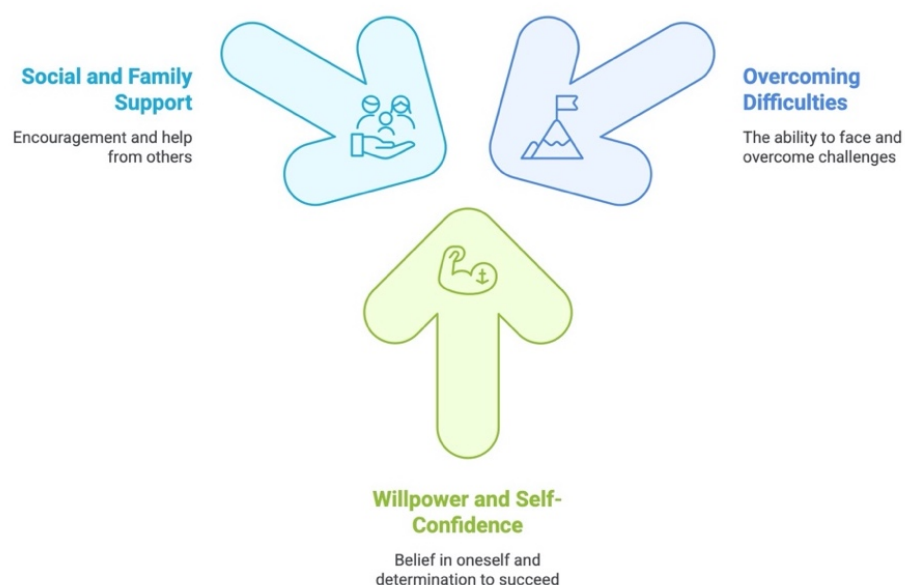 Social and Family
Support
Encouragement and help
from others
Overcoming
Difficulties
The ability to face and
overcome challenges
Willpower and Self-
Confidence
Belief in oneself and
determination to succeed